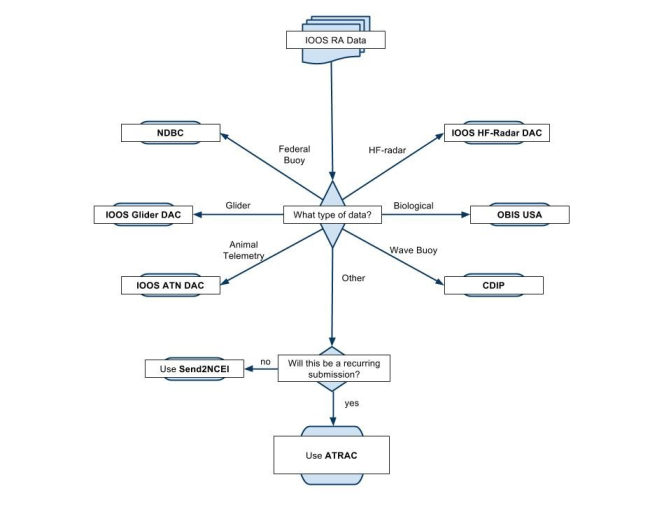 IOOS RA Data
NDBC
IOOS HF-Radar DAC
Federal
Buoy
HF-radar
Glider
Biological
IOOS Glider DAC
What type of data?
OBIS USA
Animal
Telemetry
Wave Buoy
IOOS ATN DAC
Other
CDIP
no
Will this be a recurring
submission?
Use Send2NCEI
yes
Use ATRAC